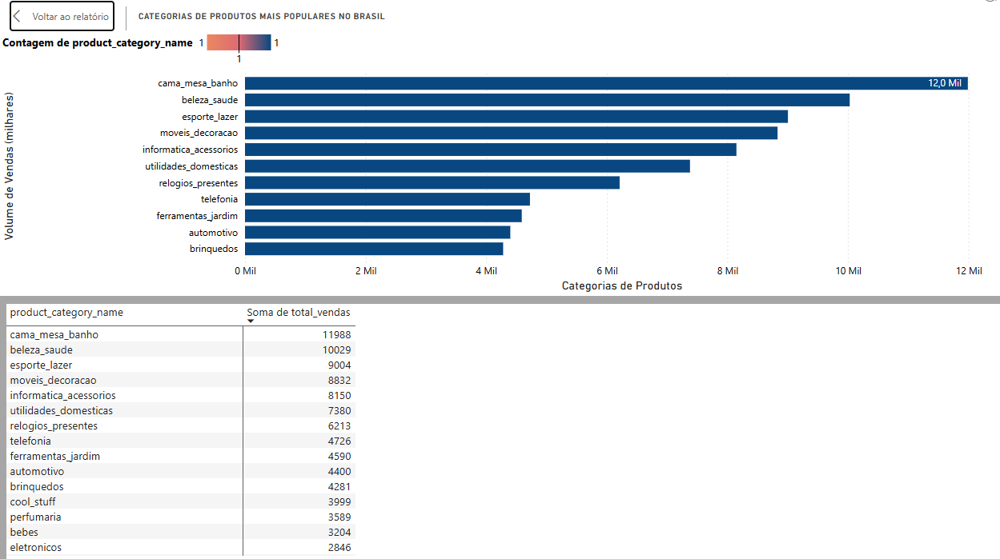 Voltar ao relatório
CATEGORIAS DE PRODUTOS MAIS POPULARES NO BRASIL
Contagem de product_category_name 1 1
1
Volume de Vendas (milhares)
cama_mesa_banho 12,0 Mil
beleza_saude
esporte_lazer
moveis_decoracao
informatica_acessorios
utilidades_domesticas
relogios_presentes
telefonia
ferramentas_jardim
automotivo
brinquedos
0 Mil 2 Mil 4 Mil 6 Mil 8 Mil 10 Mil 12 Mil
Categorias de Produtos
product_category_name Soma de total_vendas
cama_mesa_banho 11988
beleza_saude 10029
esporte_lazer 9004
moveis_decoracao 8832
informatica_acessorios 8150
utilidades_domesticas 7380
relogios_presentes 6213
telefonia 4726
ferramentas_jardim 4590
automotivo 4400
brinquedos 4281
cool_stuff 3999
perfumaria 3589
bebes 3204
eletronicos 2846